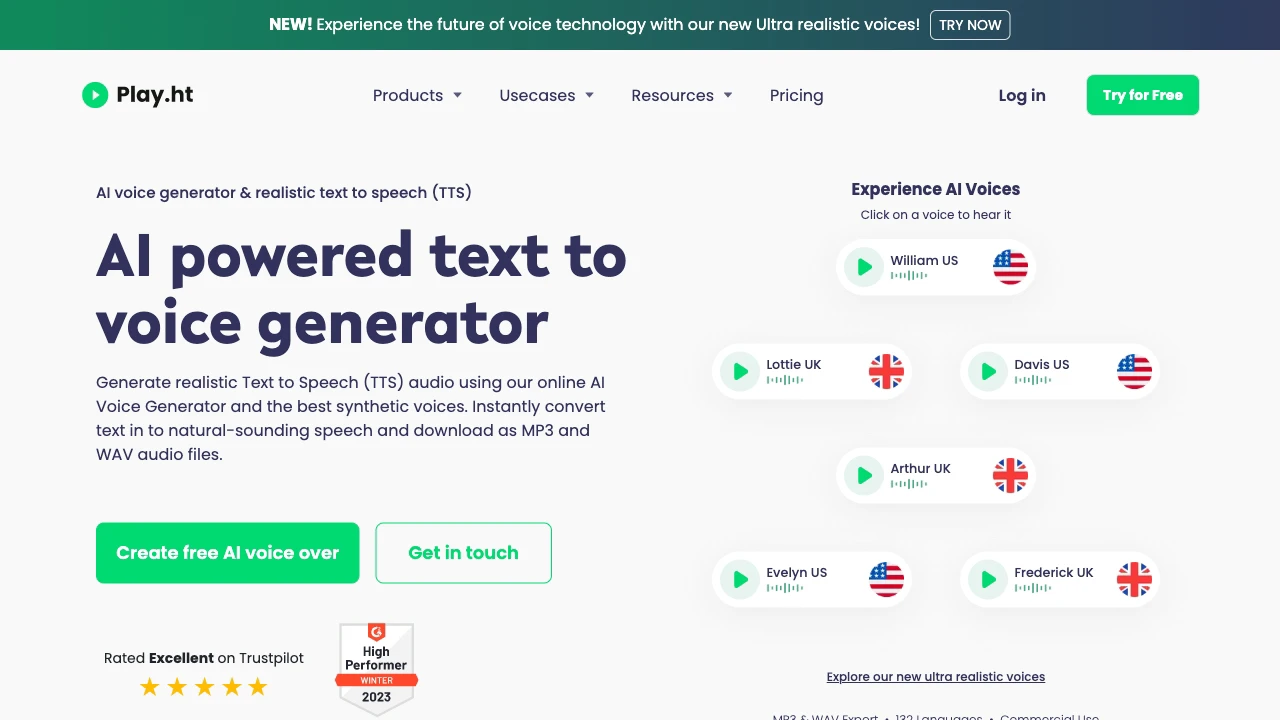 NEW! Experience the future of voice technology with our new Ultra realistic voices! TRY NOW
Play.ht
Products
Usecases
Resources
Pricing
Log in
Try for Free
AI voice generator & realistic text to speech (TTS)
AI powered text to
voice generator
Generate realistic Text to Speech (TTS) audio using our online AI
Voice Generator and the best synthetic voices. Instantly convert
text in to natural-sounding speech and download as MP3 and
WAV audio files.
Create free AI voice over
Get in touch
Rated Excellent on Trustpilot
High
Performer
WINTER
2023
Experience AI Voices
Click on a voice to hear it
William US
Lottie UK
Davis US
Arthur UK
Evelyn US
Frederick UK
Explore our new ultra realistic voices
MP3 & WAV Export • 132 Languages • Commercial Use